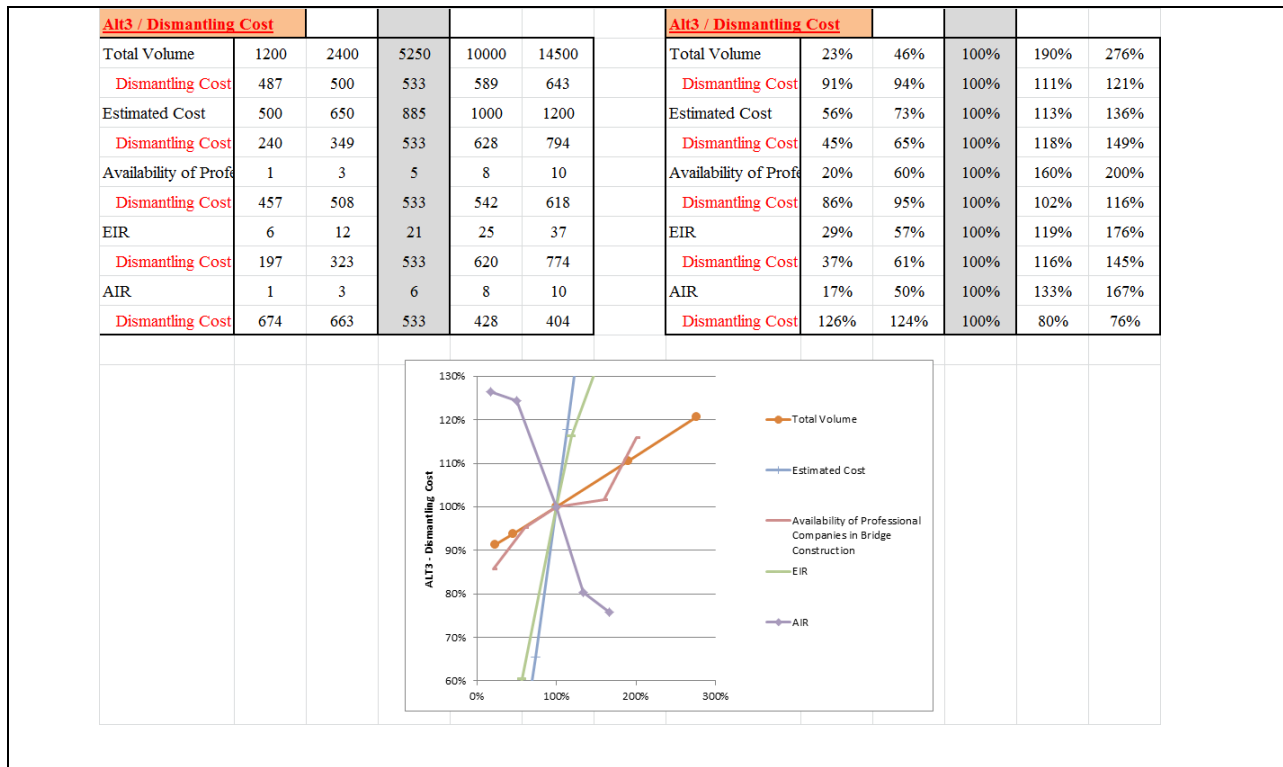 Alt3 / Dismantling Cost Alt3 / Dismantling Cost
Total Volume 1200 2400 5250 10000 14500 Total Volume 23% 46% 100% 190% 276%
Dismantling Cost 487 500 533 589 643 Dismantling Cost 91% 94% 100% 111% 121%
Estimated Cost 500 650 885 1000 1200 Estimated Cost 56% 73% 100% 113% 136%
Dismantling Cost 240 349 533 628 794 Dismantling Cost 45% 65% 100% 118% 149%
Availability of Profe 1 3 5 8 10 Availability of Profe 20% 60% 100% 160% 200%
Dismantling Cost 457 508 533 542 618 Dismantling Cost 86% 95% 100% 102% 116%
EIR 6 12 21 25 37 EIR 29% 57% 100% 119% 176%
Dismantling Cost 197 323 533 620 774 Dismantling Cost 37% 61% 100% 116% 145%
AIR 1 3 6 8 10 AIR 17% 50% 100% 133% 167%
Dismantling Cost 674 663 533 428 404 Dismantling Cost 126% 124% 100% 80% 76%
ALT3 - Dismantling Cost
130%
120%
110%
100%
90%
80%
70%
60%
0% 100% 200% 300%
Total Volume
Estimated Cost
Availability of Professional
Companies in Bridge
Construction
EIR
AIR